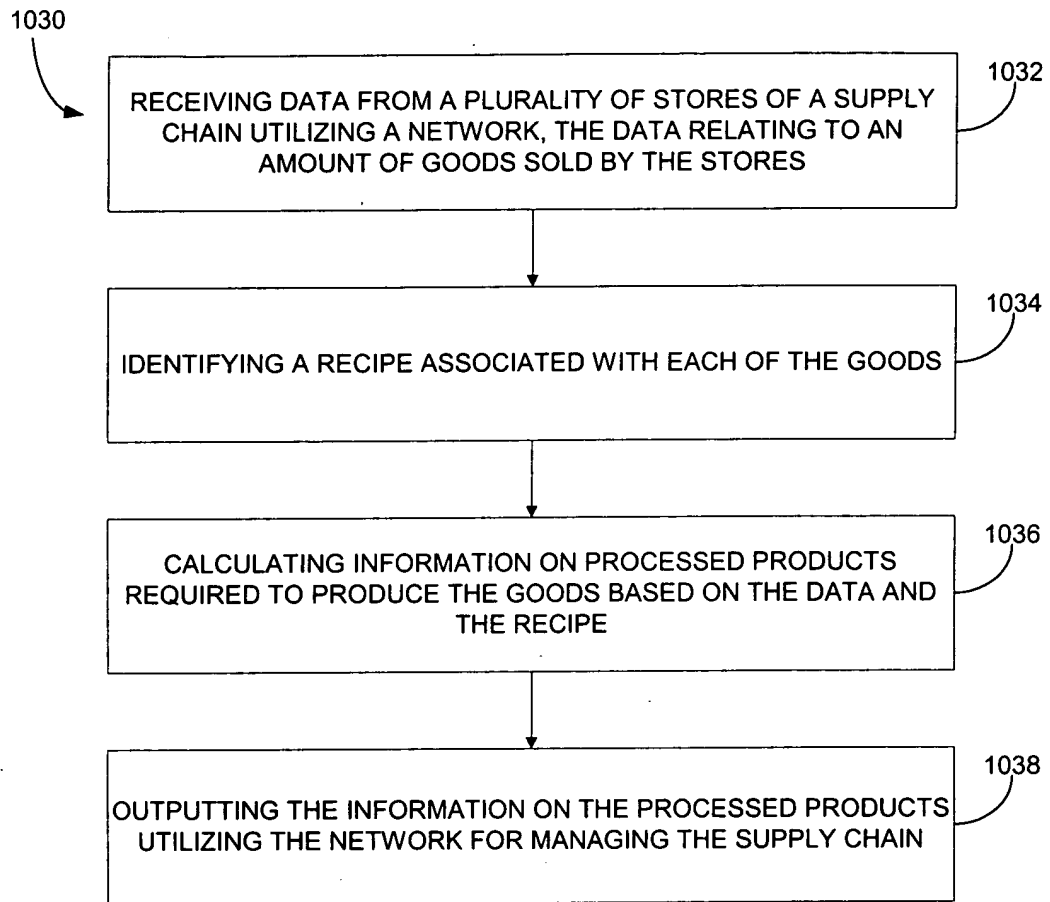 1030
1032
RECEIVING DATA FROM A PLURALITY OF STORES OF A SUPPLY
CHAIN UTILIZING A NETWORK, THE DATA RELATING TO AN
AMOUNT OF GOODS SOLD BY THE STORES
1034
IDENTIFYING A RECIPE ASSOCIATED WITH EACH OF THE GOODS
1036
CALCULATING INFORMATION ON PROCESSED PRODUCTS
REQUIRED TO PRODUCE THE GOODS BASED ON THE DATA AND
THE RECIPE
1038
OUTPUTTING THE INFORMATION ON THE PROCESSED PRODUCTS
UTILIZING THE NETWORK FOR MANAGING THE SUPPLY CHAIN